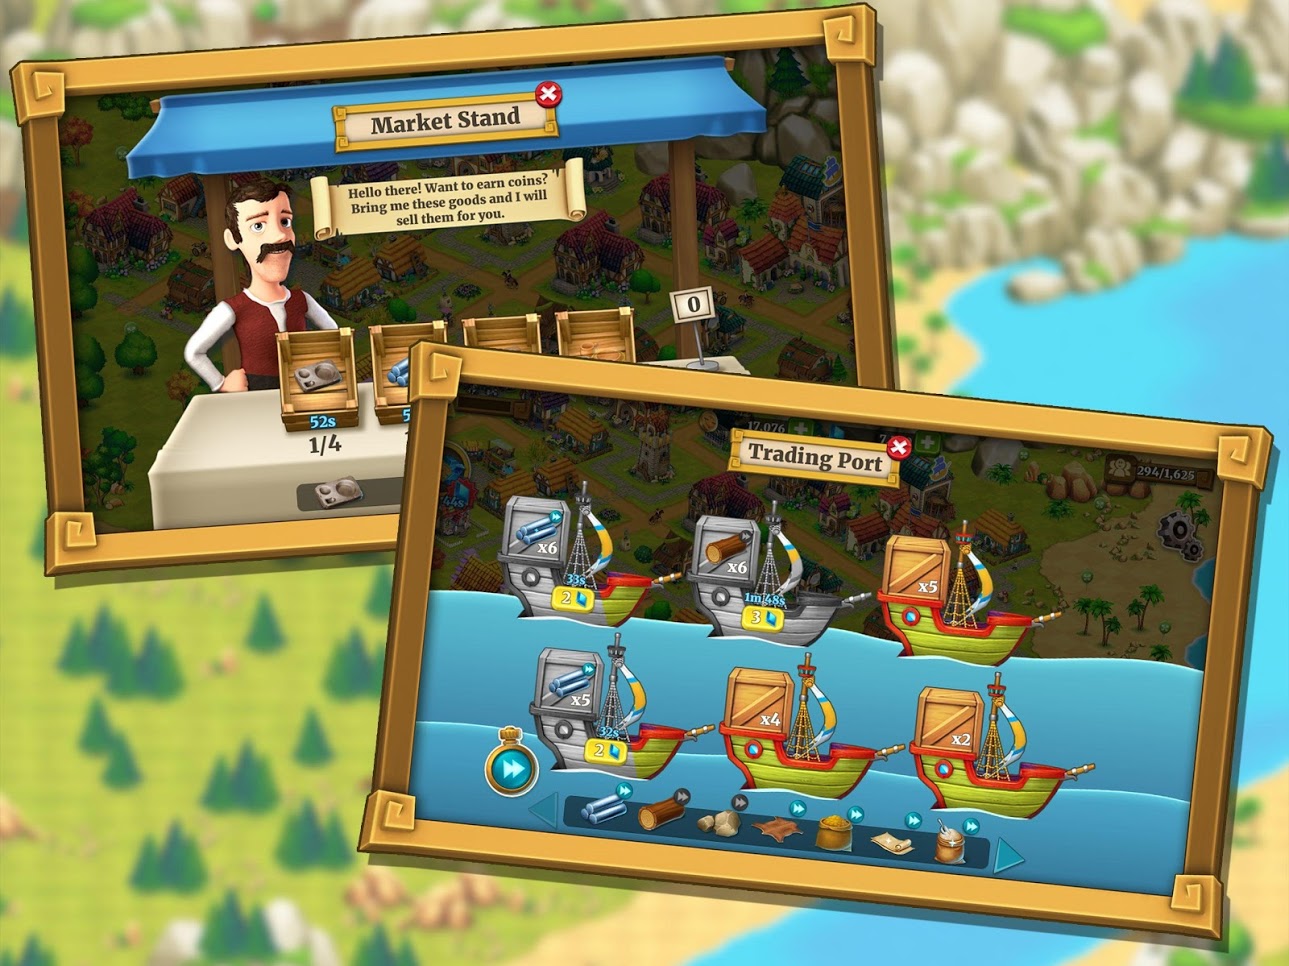 Market Stand
Hello there! Want to earn coins?
Bring me these goods and I will
sell them for you.
0
52s
1/4
17,076
Trading Port
294/1,625
x6
33s
2
x6
1m 48s
3
x5
x5
32s
2
x4
x2